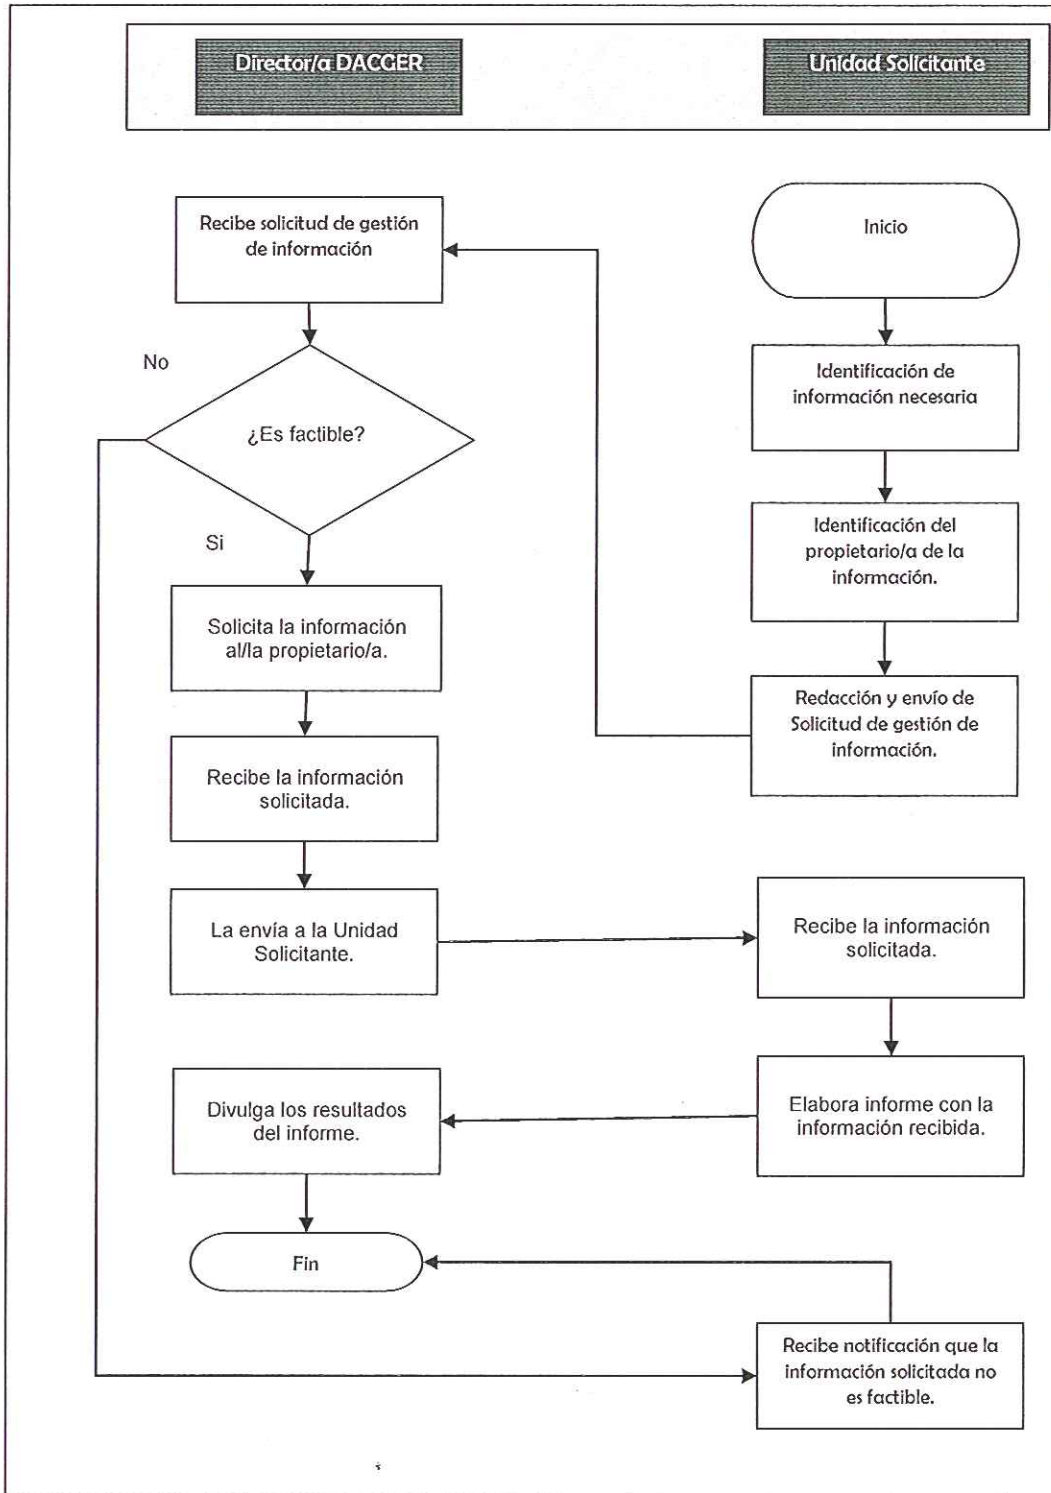 Director/a DACGER
Unidad Solicitante
Inicio
Identificación de
información necesaria
Identificación del
propietario/a de la
información.
Redacción y envío de
Solicitud de gestión de
información.
Recibe solicitud de gestión
de información
No
¿Es factible?
Si
Solicita la información
al/la propietario/a.
Recibe la información
solicitada.
La envía a la Unidad
Solicitante.
Recibe la información
solicitada.
Elabora informe con la
información recibida.
Divulga los resultados
del informe.
Fin
Recibe notificación que la
información solicitada no
es factible.